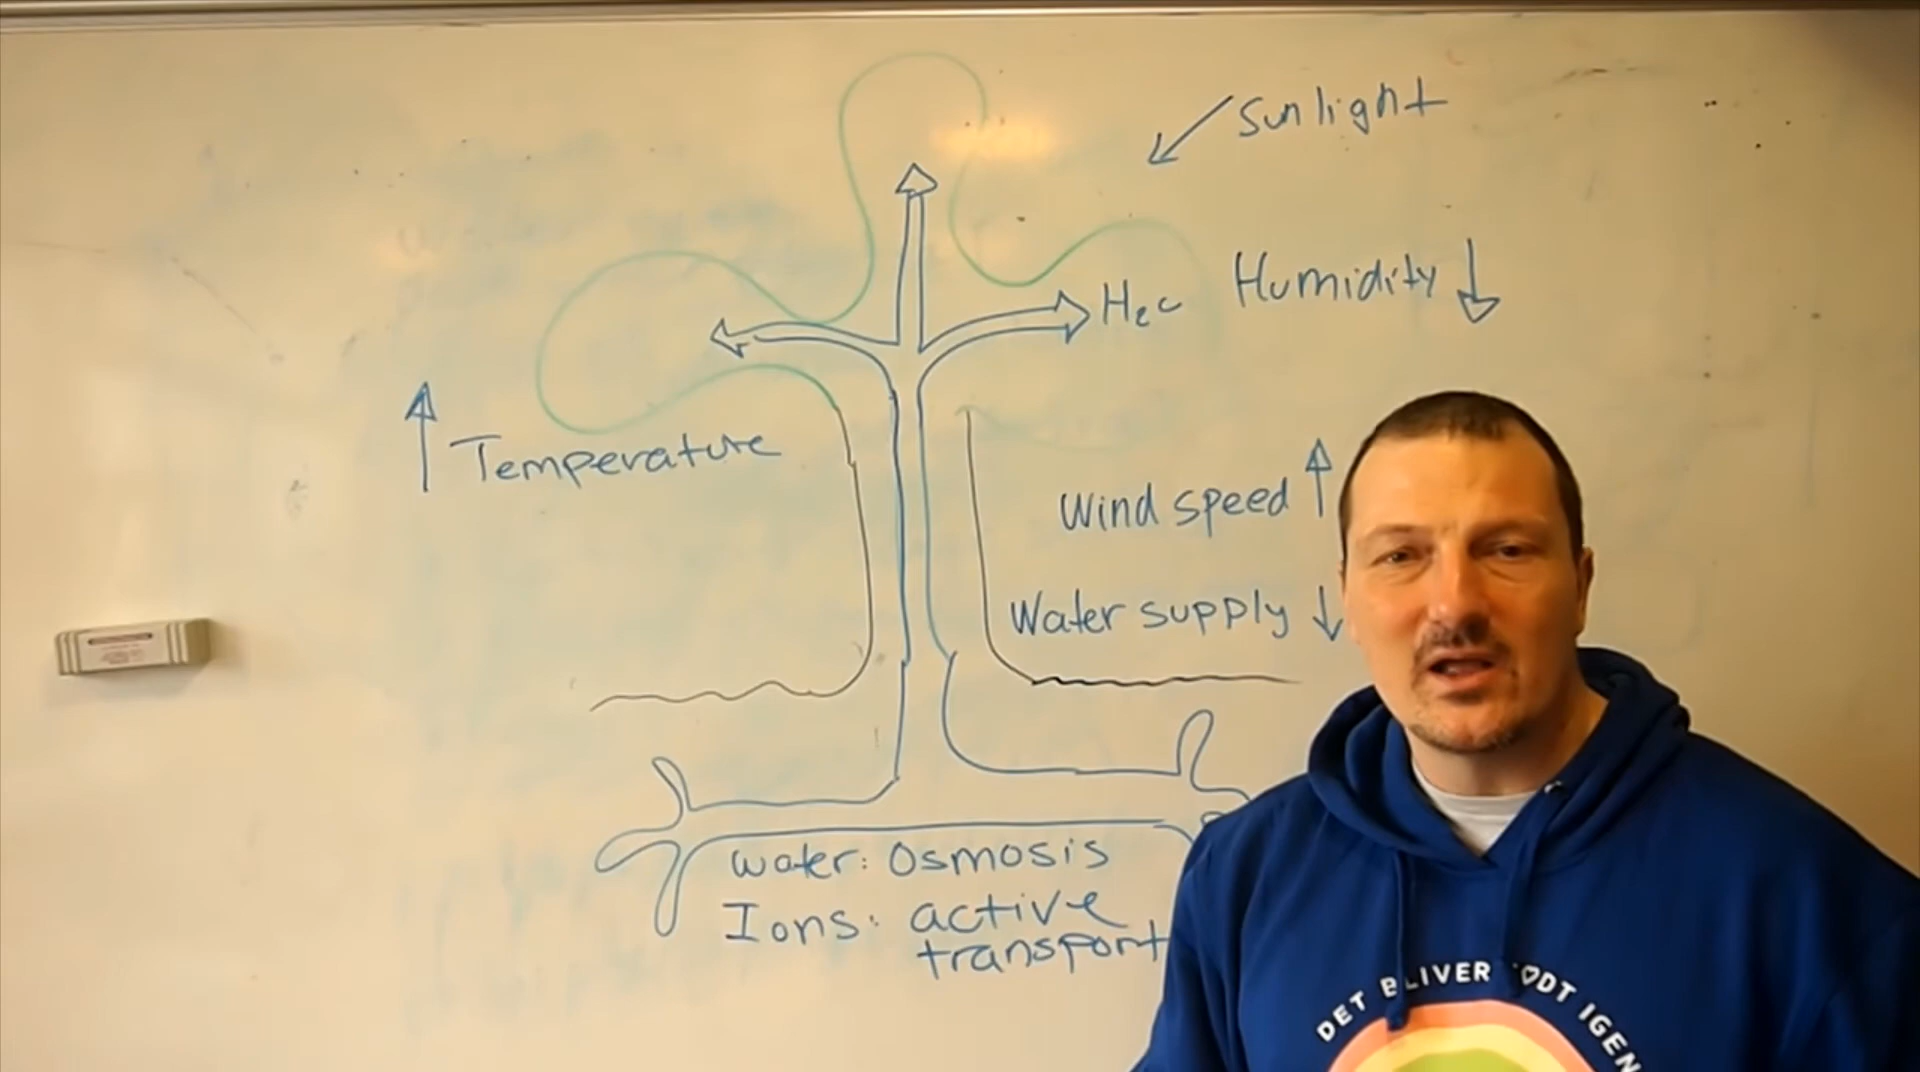 Sunlight
Humidity ↓
H₂O
↑ Temperature
Wind speed ↑
Water supply ↓
water: Osmosis
Ions: active
transport
DET BLIVER GODT IGEN